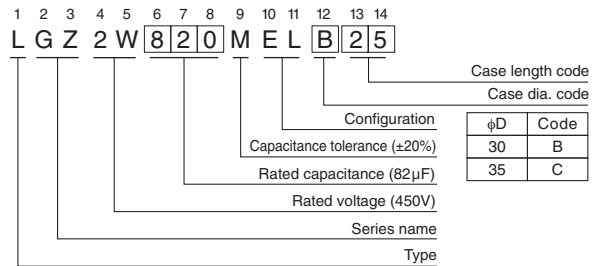 1 2 3 4 5 6 7 8 9 10 11 12 13 14
L G Z 2 W 8 2 0 M E L B 2 5
Case length code
Case dia. code
Configuration
Capacitance tolerance (±20%)
Rated capacitance (82µF)
Rated voltage (450V)
Series name
Type
φD Code
30 B
35 C